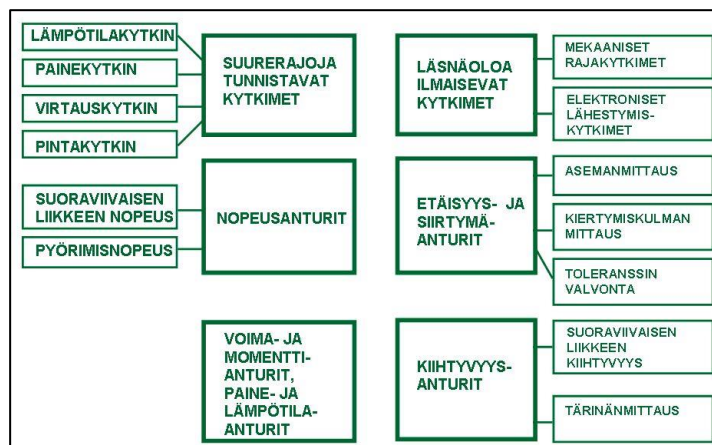 LÄMPÖTILAKYTKIN
PAINEKYTKIN
VIRTAUSKYTKIN
PINTAKYTKIN
SUURERAJOJA
TUNNISTAVAT
KYTKIMET
LÄSNÄOLOA
ILMAISEVAT
KYTKIMET
MEKAANISET
RAJAKYTKIMET
ELEKTRONISET
LÄHESTYMIS-
KYTKIMET
SUORAVIIVAISEN
LIIKKEEN NOPEUS
PYÖRIMISNOPEUS
NOPEUSANTURIT
ETÄISYYS- JA
SIIRTYMÄ-
ANTURIT
ASEMANMITTAUS
KIERTYMISKULMAN
MITTAUS
TOLERANSSIN
VALVONTA
VOIMA- JA
MOMENTTI-
ANTURIT,
PAINE- JA
LÄMPÖTILA-
ANTURIT
KIIHTYVYYS-
ANTURIT
SUORAVIIVAISEN
LIIKKEEN
KIIHTYVYYS
TÄRINÄNMITTAUS